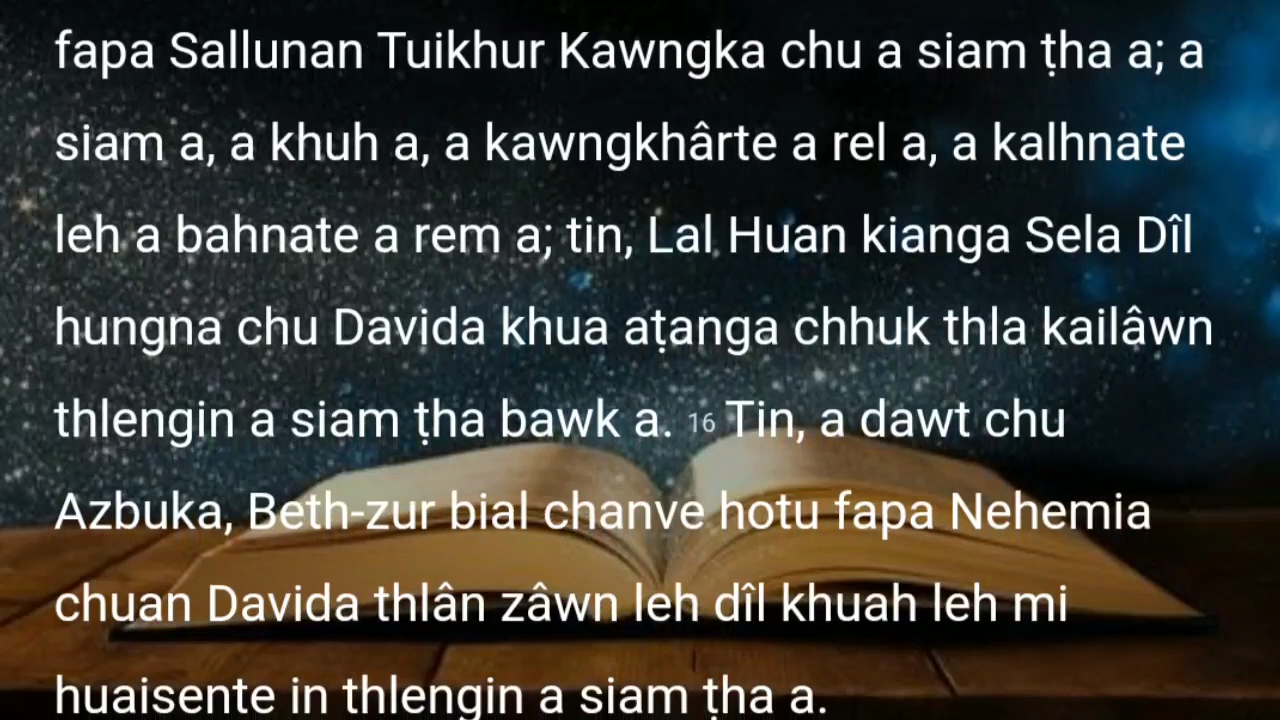 fapa Sallunan Tuikhur Kawngka chu a siam ṭha a; a
siam a, a khuh a, a kawngkhârte a rel a, a kalhnate
leh a bahnate a rem a; tin, Lal Huan kianga Sela Dîl
hungna chu Davida khua aṭanga chhuk thla kailâwn
thlengin a siam ṭha bawk a. 16 Tin, a dawt chu
Azbuka, Beth-zur bial chanve hotu fapa Nehemia
chuan Davida thlân zâwn leh dîl khuah leh mi
huaisente in thlengin a siam ṭha a.